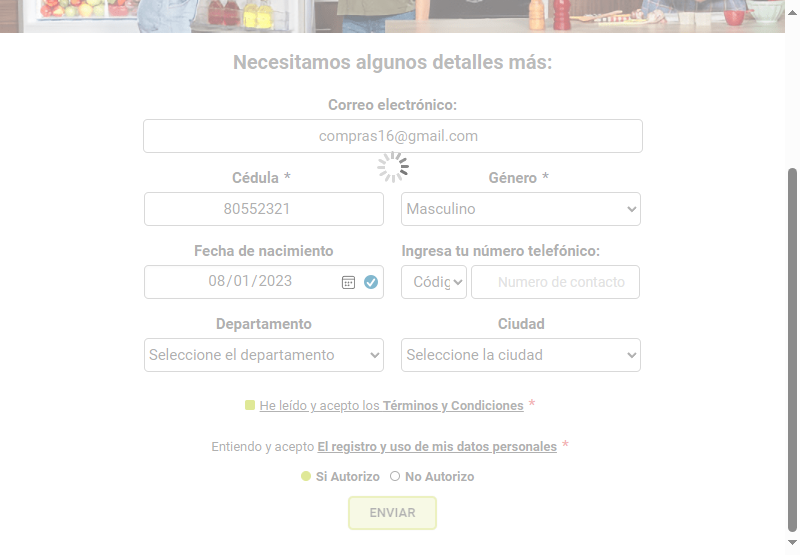 Necesitamos algunos detalles más:
Correo electrónico:
compras16@gmail.com
Cédula *
Género *
80552321
Masculino
Fecha de nacimiento
Ingresa tu número telefónico:
08/01/2023
Códig
Numero de contacto
Departamento
Ciudad
Seleccione el departamento
Seleccione la ciudad
He leído y acepto los Términos y Condiciones *
Entiendo y acepto El registro y uso de mis datos personales *
Si Autorizo
No Autorizo
ENVIAR